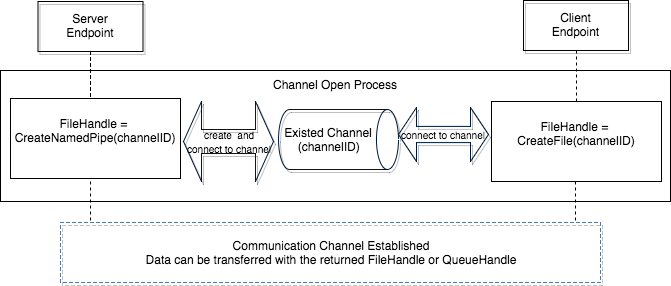 Server
Endpoint
Client
Endpoint
Channel Open Process
FileHandle =
CreateNamedPipe(channelID)
create and
connect to channel
Existed Channel
(channelID)
connect to channel
FileHandle =
CreateFile(channelID)
Communication Channel Established
Data can be transferred with the returned FileHandle or QueueHandle